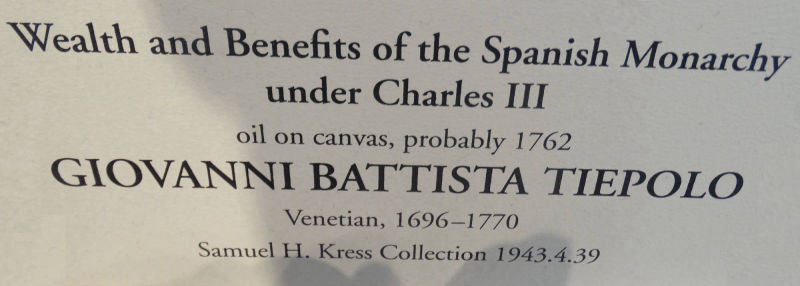 Wealth and Benefits of the Spanish Monarchy
under Charles III
oil on canvas, probably 1762
GIOVANNI BATTISTA TIEPOLO
Venetian, 1696–1770
Samuel H. Kress Collection 1943.4.39